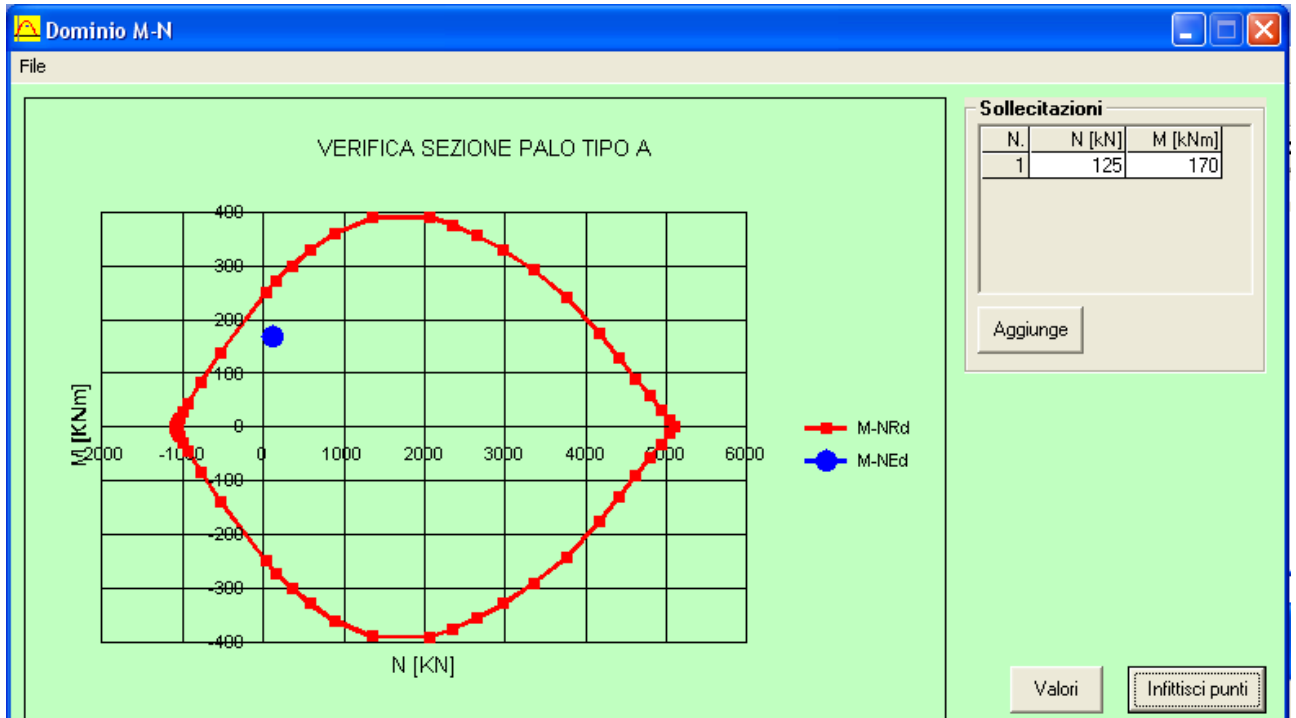 Dominio M-N
File
VERIFICA SEZIONE PALO TIPO A
400
300
200
100
0
-100
-200
-300
-400
M [KNm]
-2000 -1000 0 1000 2000 3000 4000 5000 6000
N [KN]
M-NRd
M-NEd
Sollecitazioni
N. N [kN] M [kNm]
1 125 170
Aggiunge
Valori
Infittisci punti